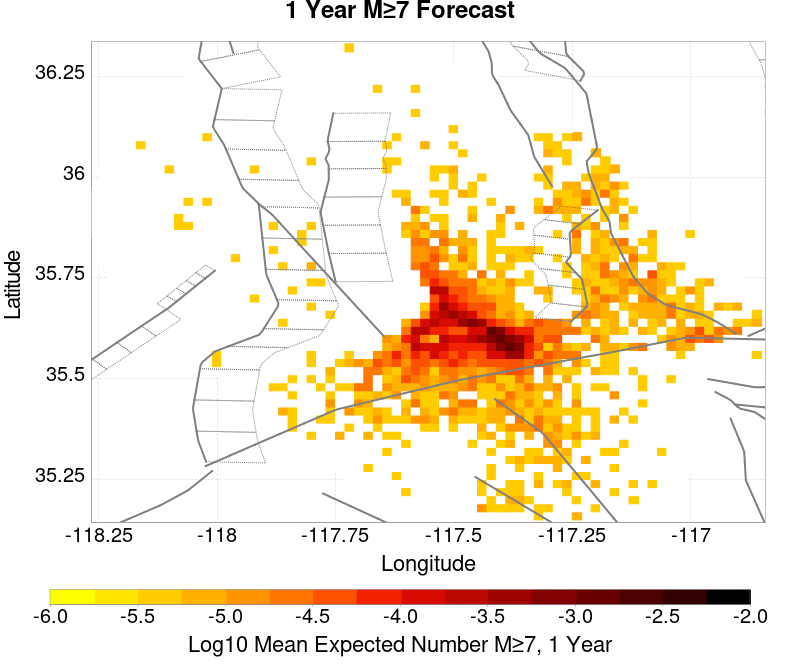 1 Year M≥7 Forecast
36.25
36
35.75
35.5
35.25
Latitude
-118.25 -118 -117.75 -117.5 -117.25 -117
Longitude
-6.0 -5.5 -5.0 -4.5 -4.0 -3.5 -3.0 -2.5 -2.0
Log10 Mean Expected Number M≥7, 1 Year